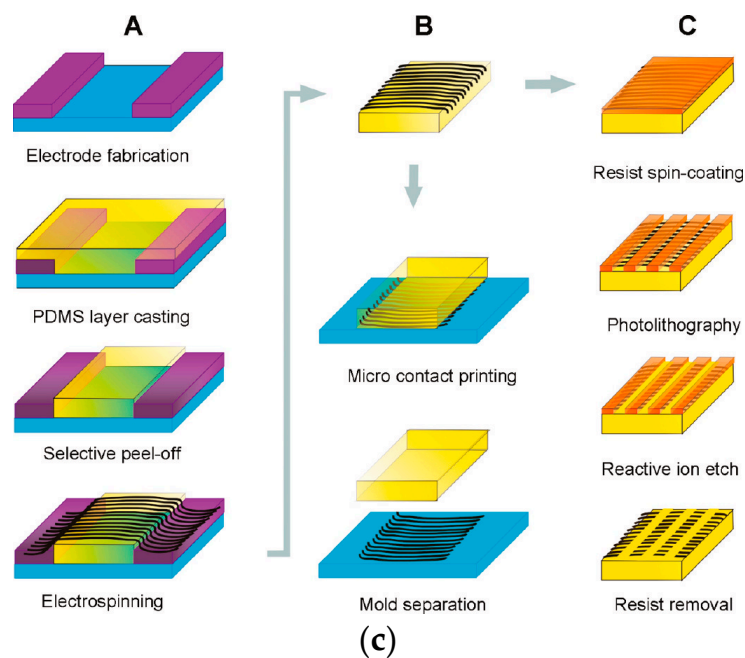 A
B
C
Electrode fabrication
PDMS layer casting
Selective peel-off
Electrospinning
Micro contact printing
Mold separation
Resist spin-coating
Photolithography
Reactive ion etch
Resist removal
(c)